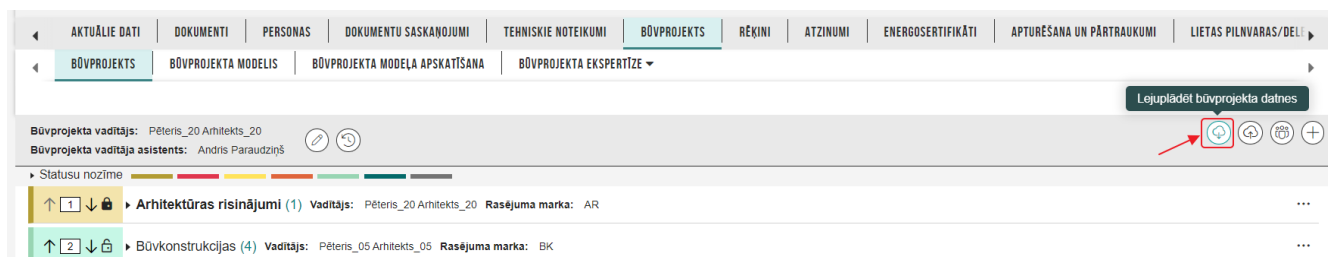 AKTUĀLIE DATI DOKUMENTI PERSONAS DOKUMENTU SASKAŅOJUMI TEHNISKIE NOTEIKUMI BŪVPROJEKTS RĒĶINI ATZINUMI ENERGOSERTIFIKĀTI APTURĒŠANA UN PĀRTRAUKUMI LIETAS PILNVARAS/DELE
BŪVPROJEKTS BŪVPROJEKTA MODELIS BŪVPROJEKTA MODEĻA APSKATĪŠANA BŪVPROJEKTA EKSPERTĪZE
Lejuplādēt būvprojekta datnes
Būvprojekta vadītājs: Pēteris_20 Arhitekts_20
Būvprojekta vadītāja asistents: Andris Paraudziņš
Statusu nozīme
1 Arhitektūras risinājumi (1) Vadītājs: Pēteris_20 Arhitekts_20 Rasējuma marka: AR
2 Būvkonstrukcijas (4) Vadītājs: Pēteris_05 Arhitekts_05 Rasējuma marka: BK